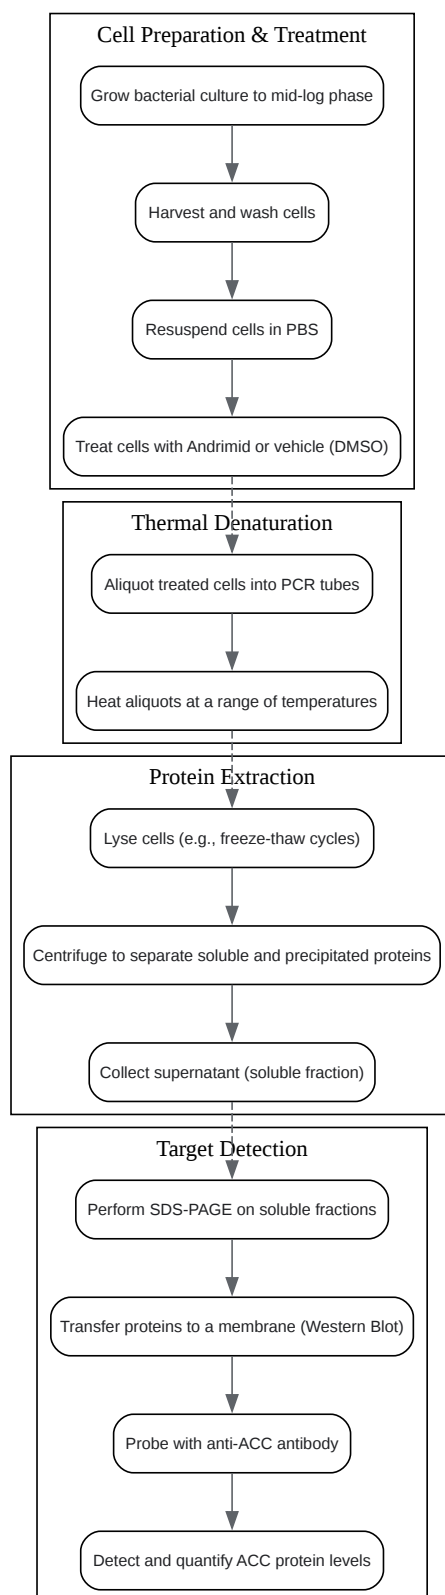 Cell Preparation & Treatment
Grow bacterial culture to mid-log phase
Harvest and wash cells
Resuspend cells in PBS
Treat cells with Andrimid or vehicle (DMSO)
Thermal Denaturation
Aliquot treated cells into PCR tubes
Heat aliquots at a range of temperatures
Protein Extraction
Lyse cells (e.g., freeze-thaw cycles)
Centrifuge to separate soluble and precipitated proteins
Collect supernatant (soluble fraction)
Target Detection
Perform SDS-PAGE on soluble fractions
Transfer proteins to a membrane (Western Blot)
Probe with anti-ACC antibody
Detect and quantify ACC protein levels